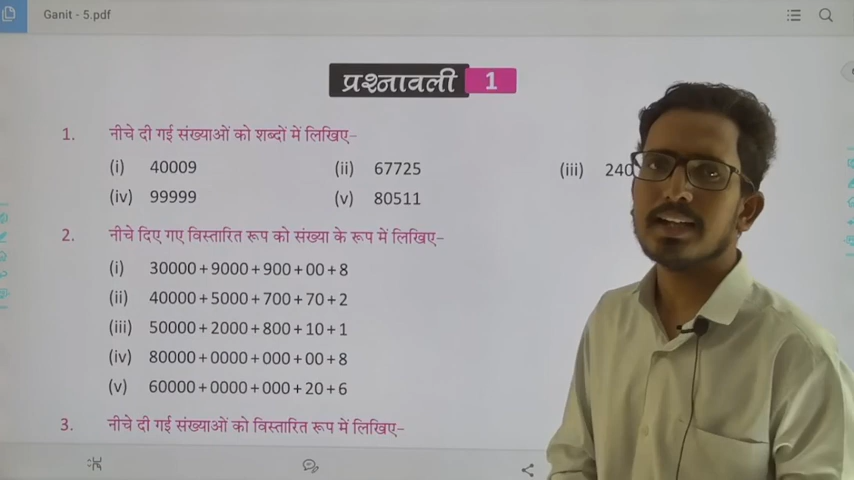 Ganit - 5.pdf
प्रश्नावली 1
1. नीचे दी गई संख्याओं को शब्दों में लिखिए–
(i) 40009 (ii) 67725 (iii) 240
(iv) 99999 (v) 80511
2. नीचे दिए गए विस्तारित रूप को संख्या के रूप में लिखिए–
(i) 30000+9000+900+00+8
(ii) 40000+5000+700+70+2
(iii) 50000+2000+800+10+1
(iv) 80000+0000+000+00+8
(v) 60000+0000+000+20+6
3. नीचे दी गई संख्याओं को विस्तारित रूप में लिखिए–